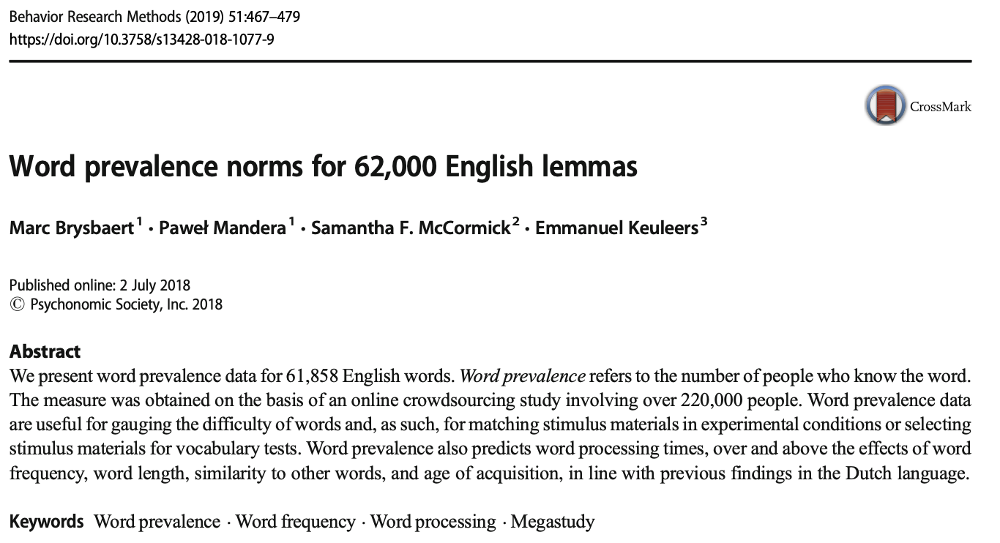 Behavior Research Methods (2019) 51:467–479
https://doi.org/10.3758/s13428-018-1077-9
CrossMark
Word prevalence norms for 62,000 English lemmas
Marc Brysbaert 1 · Paweł Mandera 1 · Samantha F. McCormick 2 · Emmanuel Keuleers 3
Published online: 2 July 2018
© Psychonomic Society, Inc. 2018
Abstract
We present word prevalence data for 61,858 English words. Word prevalence refers to the number of people who know the word.
The measure was obtained on the basis of an online crowdsourcing study involving over 220,000 people. Word prevalence data
are useful for gauging the difficulty of words and, as such, for matching stimulus materials in experimental conditions or selecting
stimulus materials for vocabulary tests. Word prevalence also predicts word processing times, over and above the effects of word
frequency, word length, similarity to other words, and age of acquisition, in line with previous findings in the Dutch language.
Keywords Word prevalence · Word frequency · Word processing · Megastudy